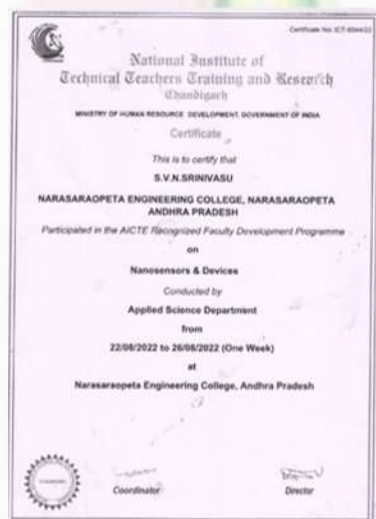 National Institute of
Technical Teachers Training and Research
Chandigarh
MINISTRY OF HUMAN RESOURCE DEVELOPMENT, GOVERNMENT OF INDIA
Certificate
This is to certify that
S.V.N.SRINIVASU
NARASARAOPETA ENGINEERING COLLEGE, NARASARAOPETA
ANDHRA PRADESH
Participated in the AICTE Recognized Faculty Development Programme
on
Nanosensors & Devices
Conducted by
Applied Science Department
from
22/08/2022 to 26/08/2022 (One Week)
at
Narasaraopeta Engineering College, Andhra Pradesh
Coordinator
Director